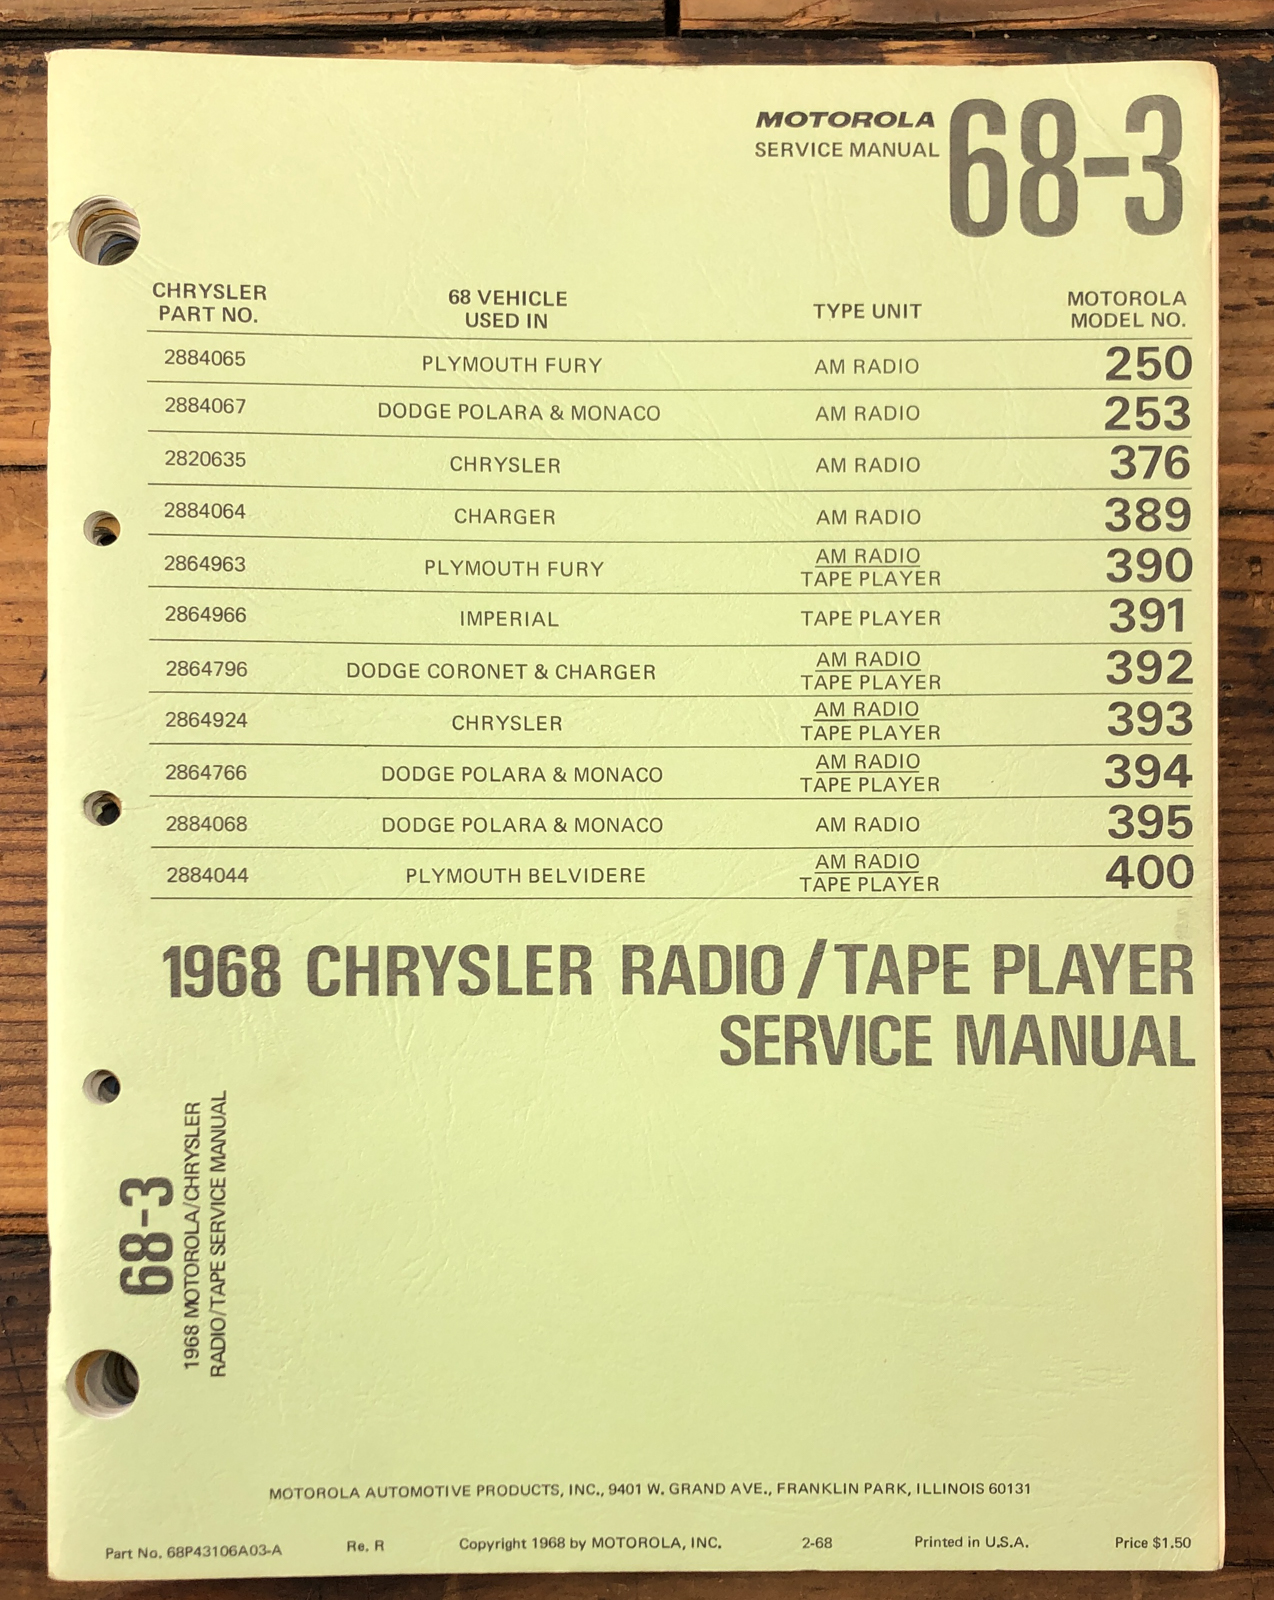 MOTOROLA
SERVICE MANUAL
68-3
CHRYSLER PART NO. 68 VEHICLE USED IN TYPE UNIT MOTOROLA MODEL NO.
2884065 PLYMOUTH FURY AM RADIO 250
2884067 DODGE POLARA & MONACO AM RADIO 253
2820635 CHRYSLER AM RADIO 376
2884064 CHARGER AM RADIO 389
2864963 PLYMOUTH FURY AM RADIO TAPE PLAYER 390
2864966 IMPERIAL TAPE PLAYER 391
2864796 DODGE CORONET & CHARGER AM RADIO TAPE PLAYER 392
2864924 CHRYSLER AM RADIO TAPE PLAYER 393
2864766 DODGE POLARA & MONACO AM RADIO TAPE PLAYER 394
2884068 DODGE POLARA & MONACO AM RADIO 395
2884044 PLYMOUTH BELVIDERE AM RADIO TAPE PLAYER 400
1968 CHRYSLER RADIO/TAPE PLAYER
SERVICE MANUAL
68-3
1968 MOTOROLA/CHRYSLER
RADIO/TAPE SERVICE MANUAL
MOTOROLA AUTOMOTIVE PRODUCTS, INC., 9401 W. GRAND AVE., FRANKLIN PARK, ILLINOIS 60131
Part No. 68P43106A03-A Re. R Copyright 1968 by MOTOROLA, INC. 2-68 Printed in U.S.A. Price $1.50